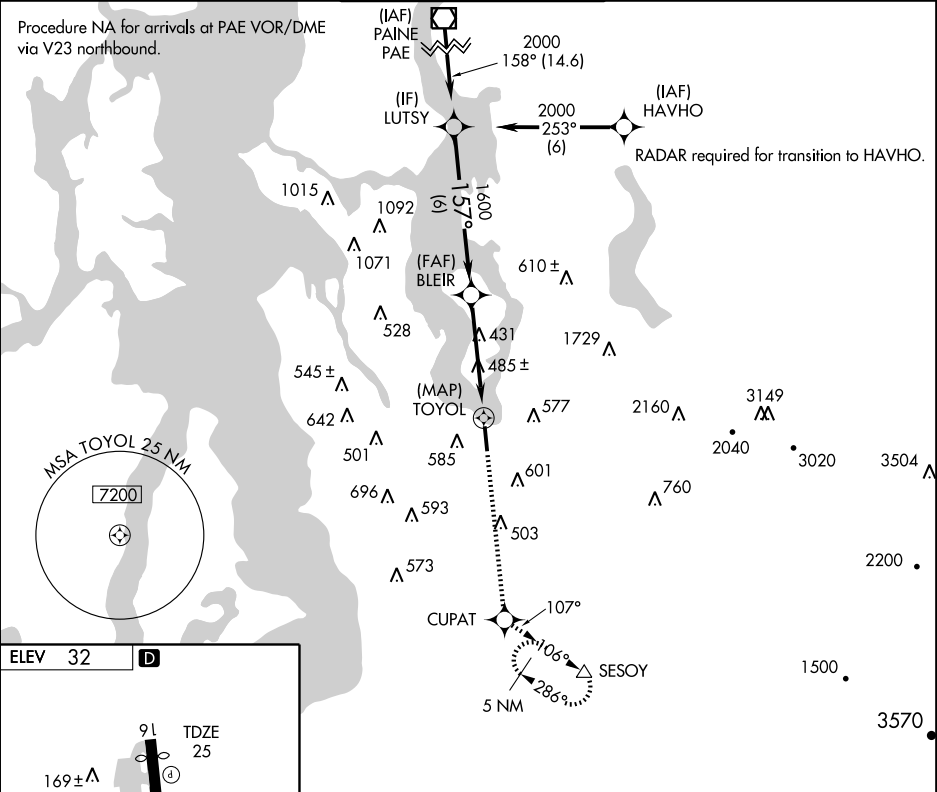 Procedure NA for arrivals at PAE VOR/DME
via V23 northbound.
(IAF)
PAINE
PAE
2000
158° (14.6)
(IF)
LUTSY
2000
253°
(6)
(IAF)
HAVHO
RADAR required for transition to HAVHO.
1600
157°
(6)
1015
1092
1071
(FAF)
BLEIR
610±
528
431
1729
485±
545±
(MAP)
TOYOL
577
2160
3149
642
501
585
2040
3020
3504
MSA TOYOL 25 NM
7200
696
593
601
760
503
573
2200
CUPAT
107°
106°
286°
SESOY
5 NM
1500
3570
ELEV 32
D
16
TDZE
25
169±
P